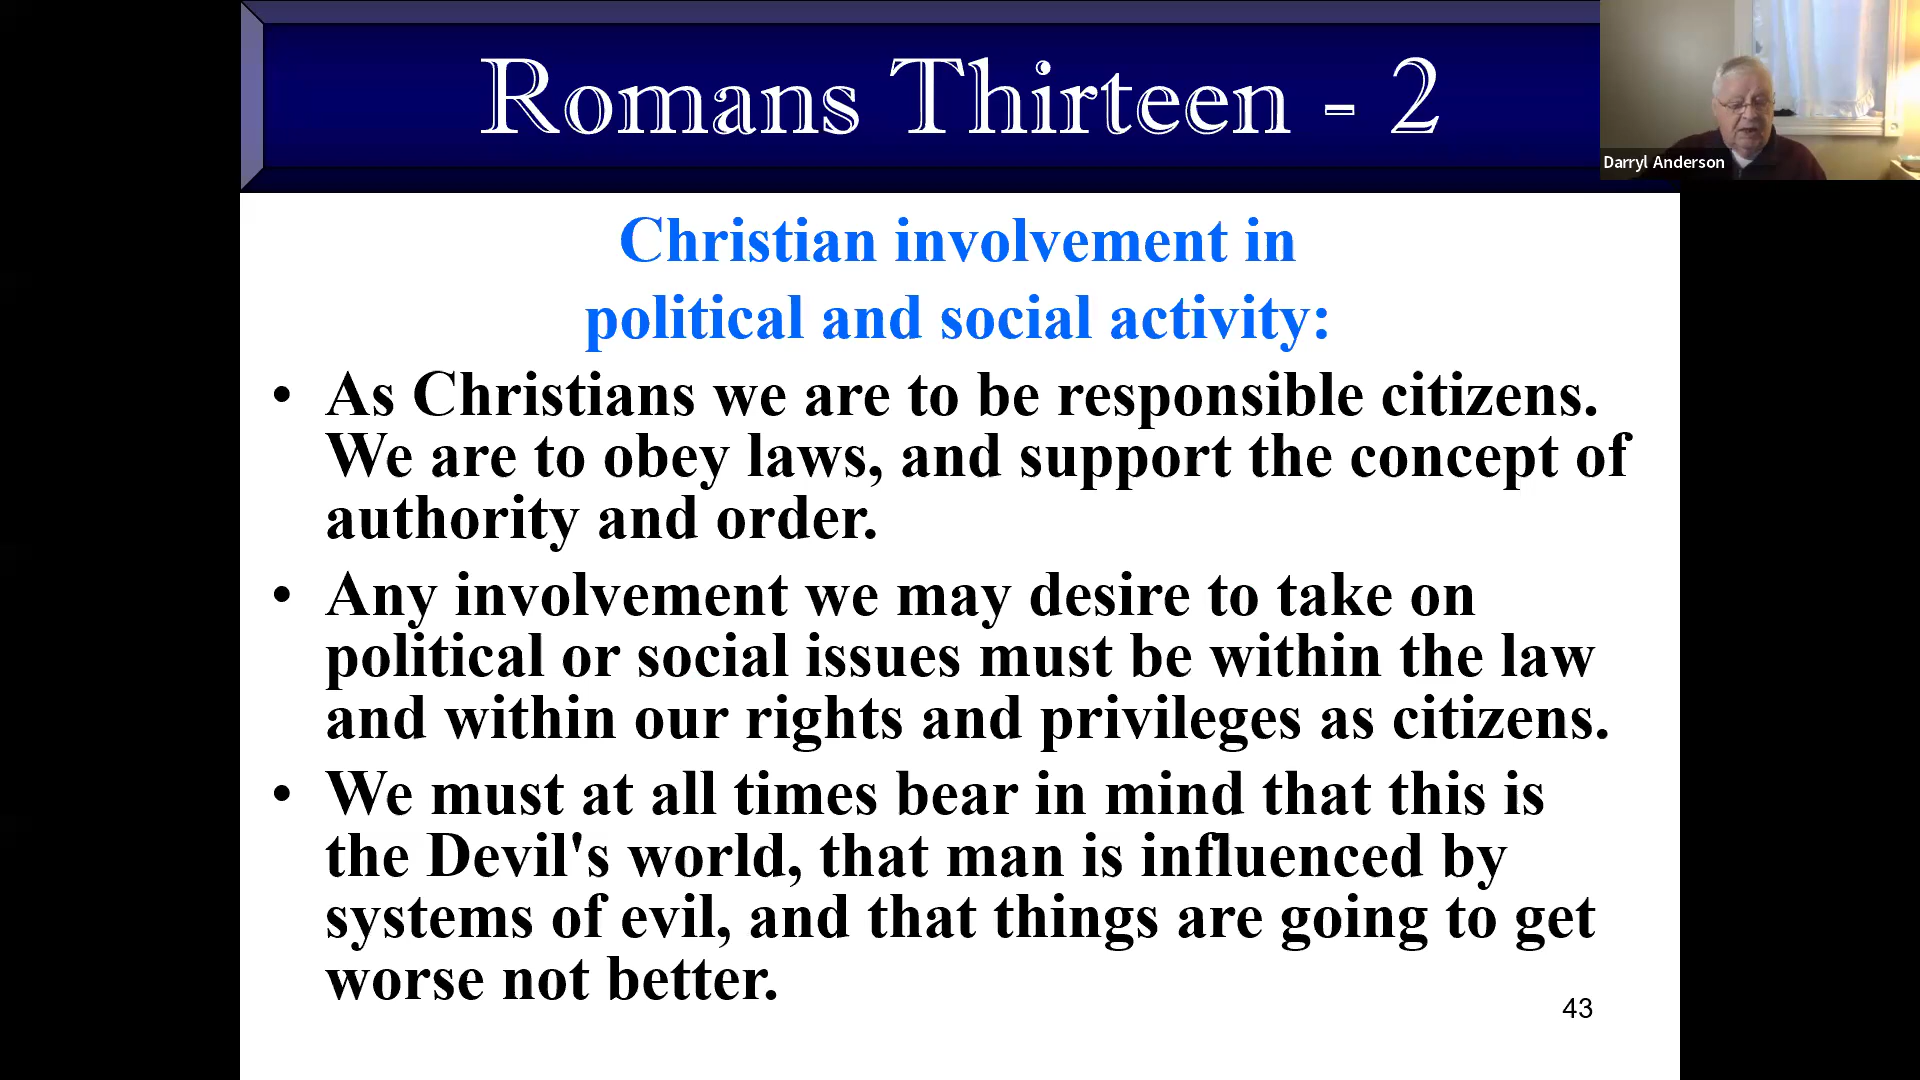 Romans Thirteen - 2
Darryl Anderson
Christian involvement in
political and social activity:
• As Christians we are to be responsible citizens.
We are to obey laws, and support the concept of
authority and order.
• Any involvement we may desire to take on
political or social issues must be within the law
and within our rights and privileges as citizens.
• We must at all times bear in mind that this is
the Devil's world, that man is influenced by
systems of evil, and that things are going to get
worse not better.
43